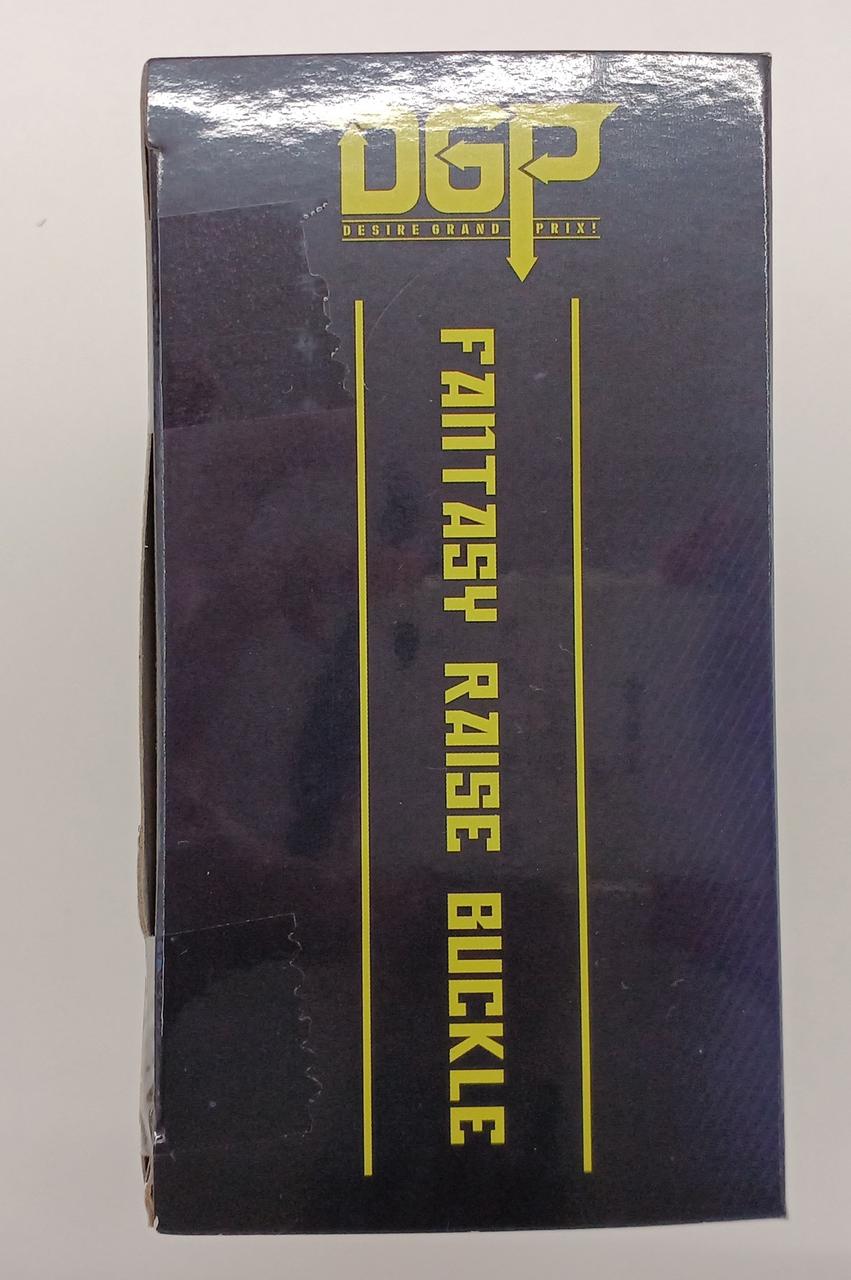 DGP
DESIRE GRAND PRIX!
FANTASY RAISE BUCKLE